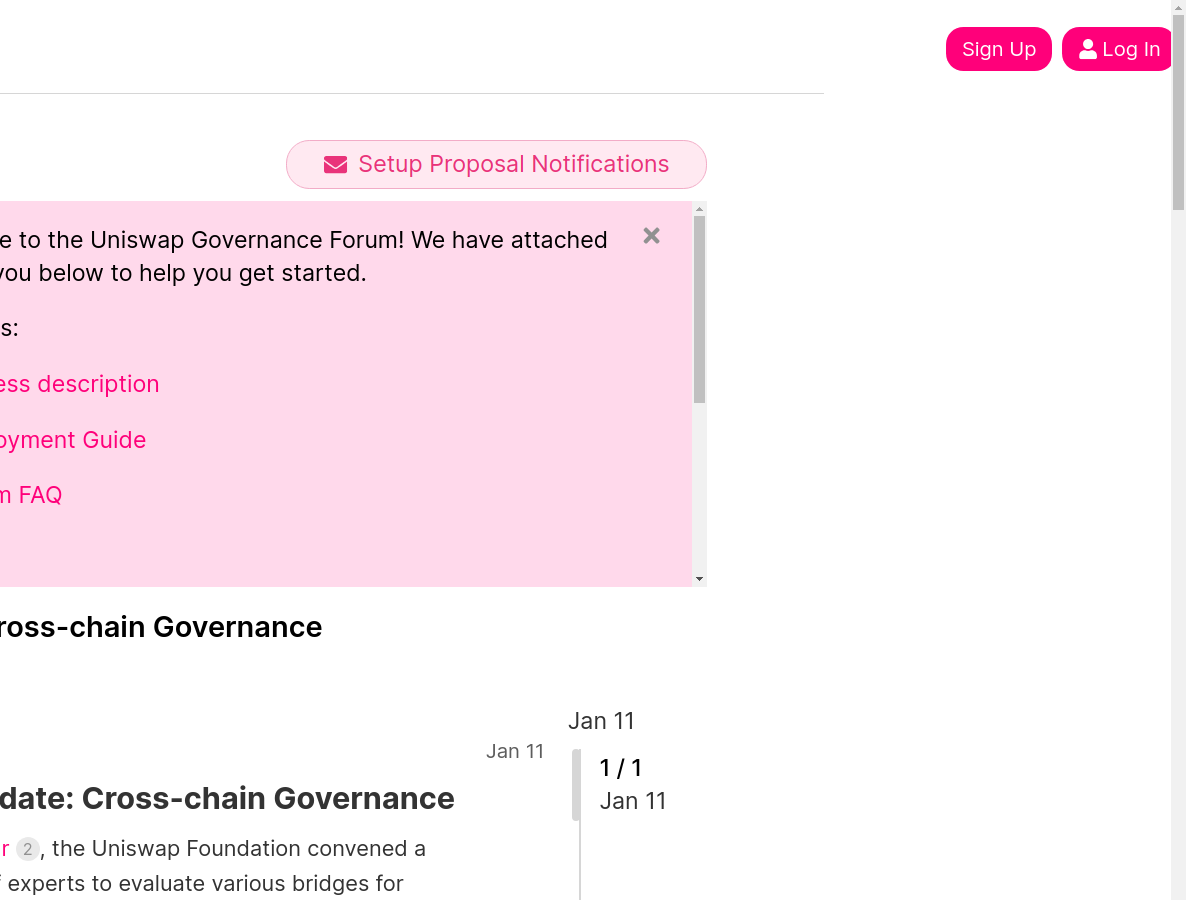 Sign Up
Log In
Setup Proposal Notifications
e to the Uniswap Governance Forum! We have attached
you below to help you get started.
s:
ess description
oyment Guide
m FAQ
ross-chain Governance
Jan 11
Jan 11
1 / 1
Jan 11
date: Cross-chain Governance
r 2, the Uniswap Foundation convened a
f experts to evaluate various bridges for